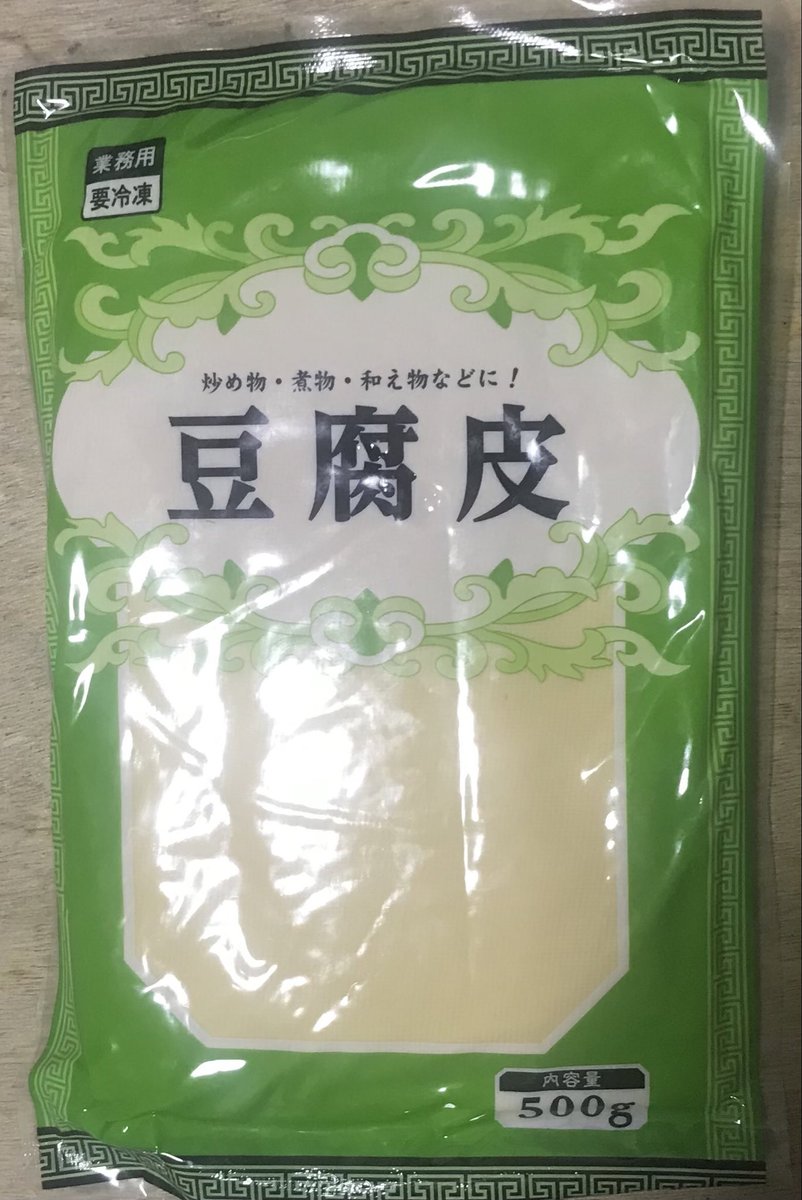 業務用
要冷凍
炒め物・煮物・和え物などに！
豆腐皮
内容量
500g